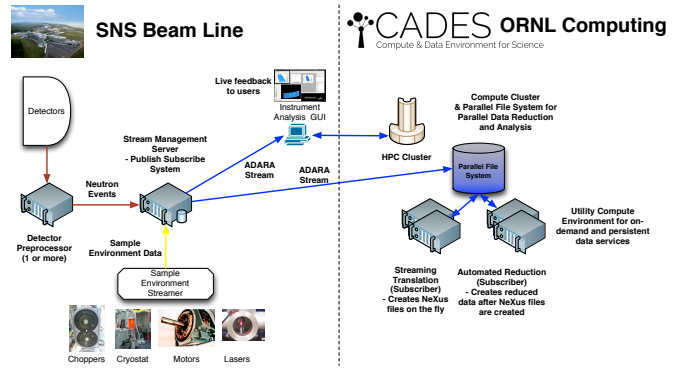 SNS Beam Line
CADES
Compute & Data Environment for Science
ORNL Computing
Detectors
Live feedback
to users
Instrument
Analysis GUI
Stream Management
Server
- Publish Subscribe
System
ADARA
Stream
ADARA
Stream
Neutron
Events
Detector
Preprocessor
(1 or more)
Sample
Environment Data
Sample
Environment
Streamer
Choppers
Cryostat
Motors
Lasers
HPC Cluster
Compute Cluster
& Parallel File System for
Parallel Data Reduction
and Analysis
Parallel File
System
Utility Compute
Environment for on-
demand and persistent
data services
Streaming
Translation
(Subscriber)
- Creates NeXus
files on the fly
Automated Reduction
(Subscriber)
- Creates reduced
data after NeXus files
are created